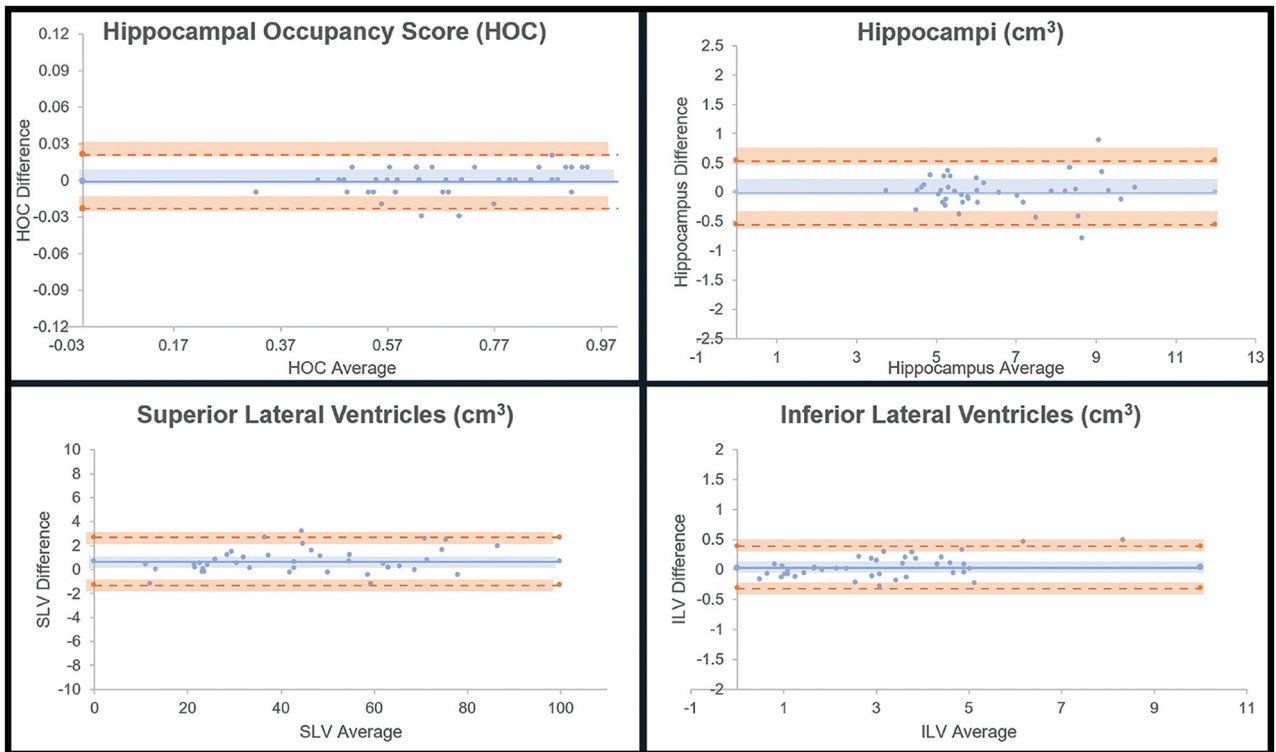 Hippocampal Occupancy Score (HOC)
0.12
0.09
0.06
0.03
0
-0.03
-0.06
-0.09
-0.12
HOC Difference
-0.03 0.17 0.37 0.57 0.77 0.97
HOC Average
Hippocampi (cm³)
2.5
2
1.5
1
0.5
0
-0.5
-1
-1.5
-2
-2.5
Hippocampus Difference
-1 1 3 5 7 9 11 13
Hippocampus Average
Superior Lateral Ventricles (cm³)
10
8
6
4
2
0
-2
-4
-6
-8
-10
SLV Difference
0 20 40 60 80 100
SLV Average
Inferior Lateral Ventricles (cm³)
2
1.5
1
0.5
0
-0.5
-1
-1.5
-2
ILV Difference
-1 1 3 5 7 9 11
ILV Average